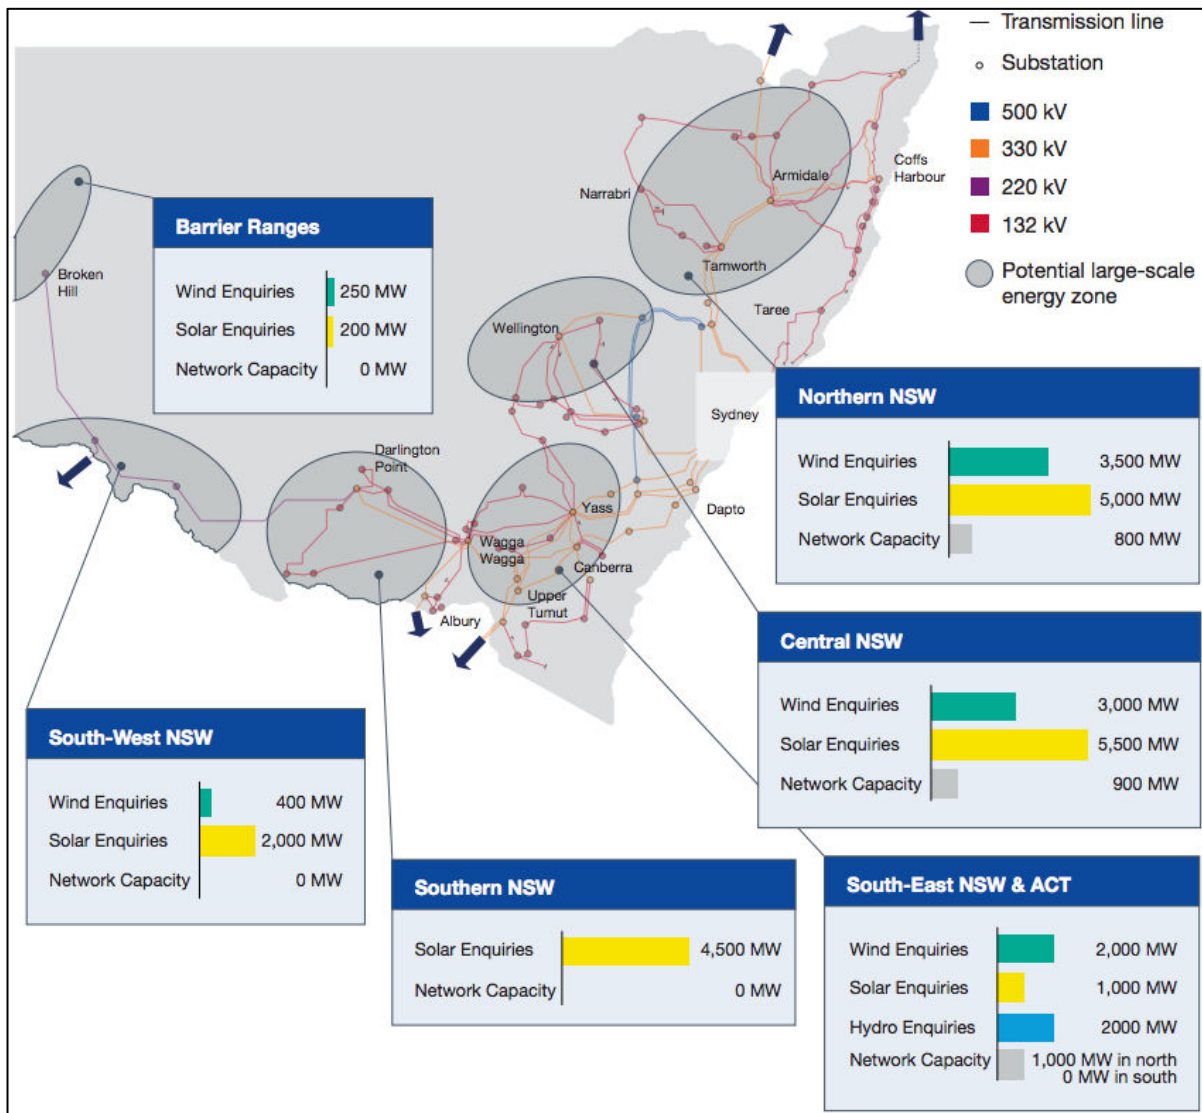 Transmission line
Substation
500 kV
330 kV
220 kV
132 kV
Potential large-scale
energy zone
Coffs
Harbour
Armidale
Narrabri
Tamworth
Taree
Wellington
Sydney
Broken
Hill
Darlington
Point
Yass
Dapto
Wagga
Wagga
Canberra
Upper
Tumut
Albury
Barrier Ranges
Wind Enquiries 250 MW
Solar Enquiries 200 MW
Network Capacity 0 MW
Northern NSW
Wind Enquiries 3,500 MW
Solar Enquiries 5,000 MW
Network Capacity 800 MW
Central NSW
Wind Enquiries 3,000 MW
Solar Enquiries 5,500 MW
Network Capacity 900 MW
South-West NSW
Wind Enquiries 400 MW
Solar Enquiries 2,000 MW
Network Capacity 0 MW
Southern NSW
Solar Enquiries 4,500 MW
Network Capacity 0 MW
South-East NSW & ACT
Wind Enquiries 2,000 MW
Solar Enquiries 1,000 MW
Hydro Enquiries 2000 MW
Network Capacity 1,000 MW in north
0 MW in south